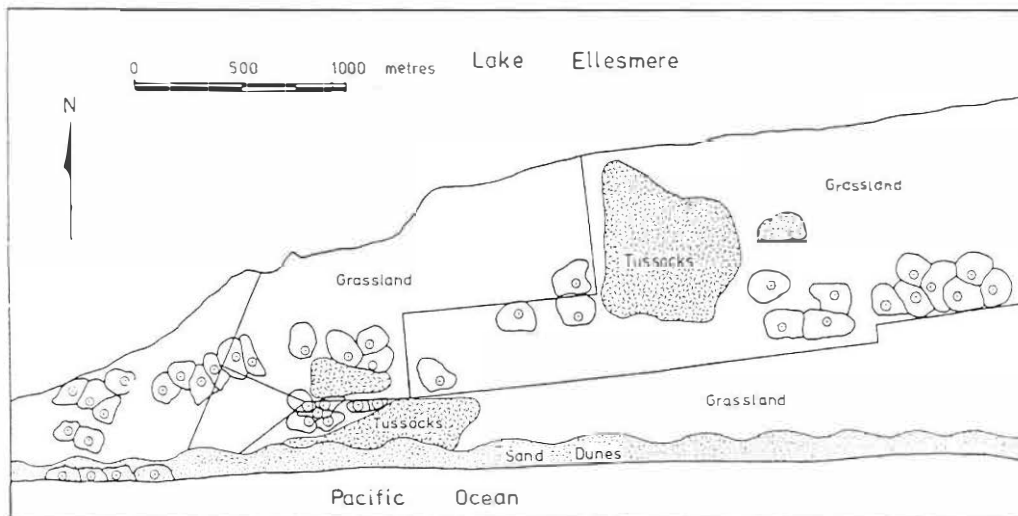 0 500 1000 metres
Lake Ellesmere
N
Grassland
Tussocks
Grassland
Grassland
Tussocks
Sand Dunes
Pacific Ocean